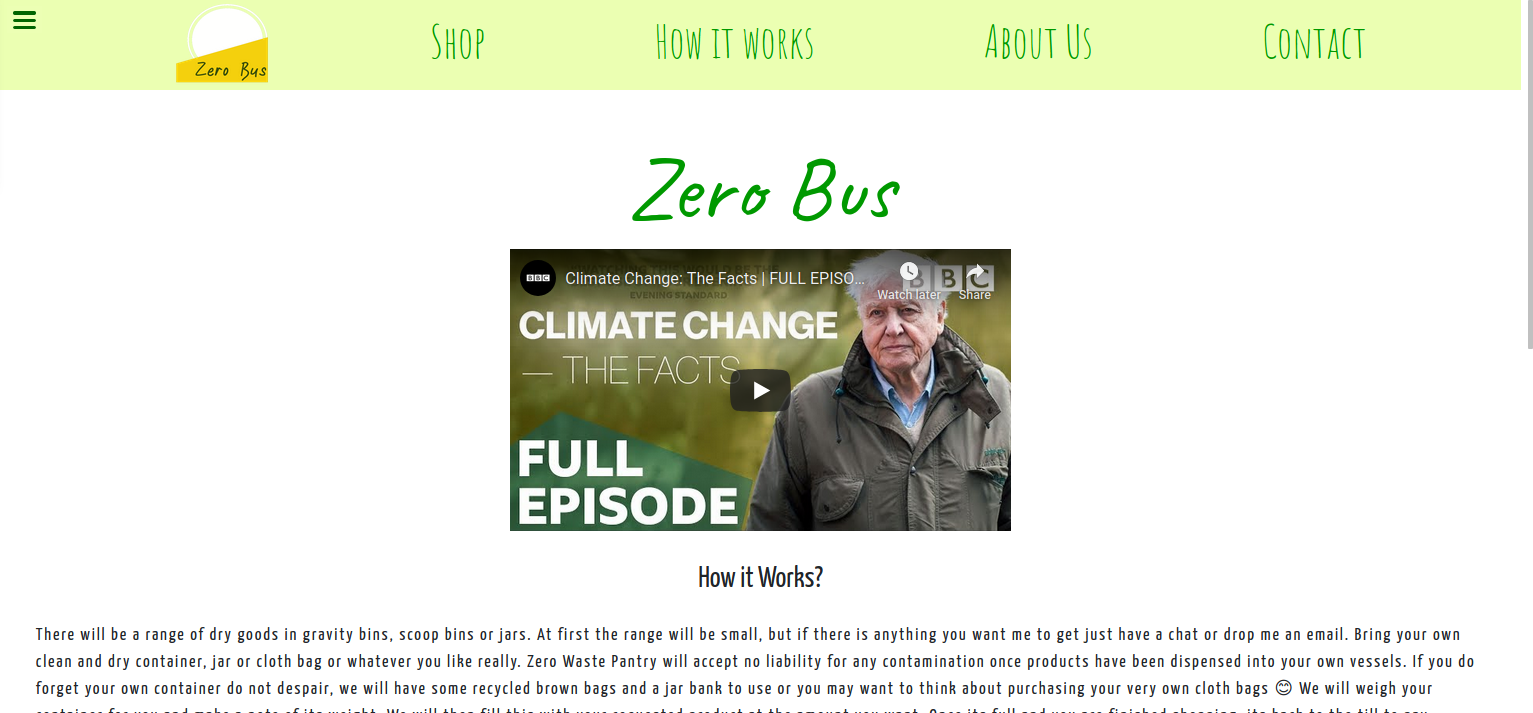 Zero Bus
Shop
How it works
About Us
Contact
Zero Bus
BBC
Climate Change: The Facts | FULL EPISO...
BBC
Watch later
Share
EVENING STANDARD
CLIMATE CHANGE
— THE FACTS
FULL
EPISODE
How it Works?
There will be a range of dry goods in gravity bins, scoop bins or jars. At first the range will be small, but if there is anything you want me to get just have a chat or drop me an email. Bring your own
clean and dry container, jar or cloth bag or whatever you like really. Zero Waste Pantry will accept no liability for any contamination once products have been dispensed into your own vessels. If you do
forget your own container do not despair, we will have some recycled brown bags and a jar bank to use or you may want to think about purchasing your very own cloth bags 😊 We will weigh your